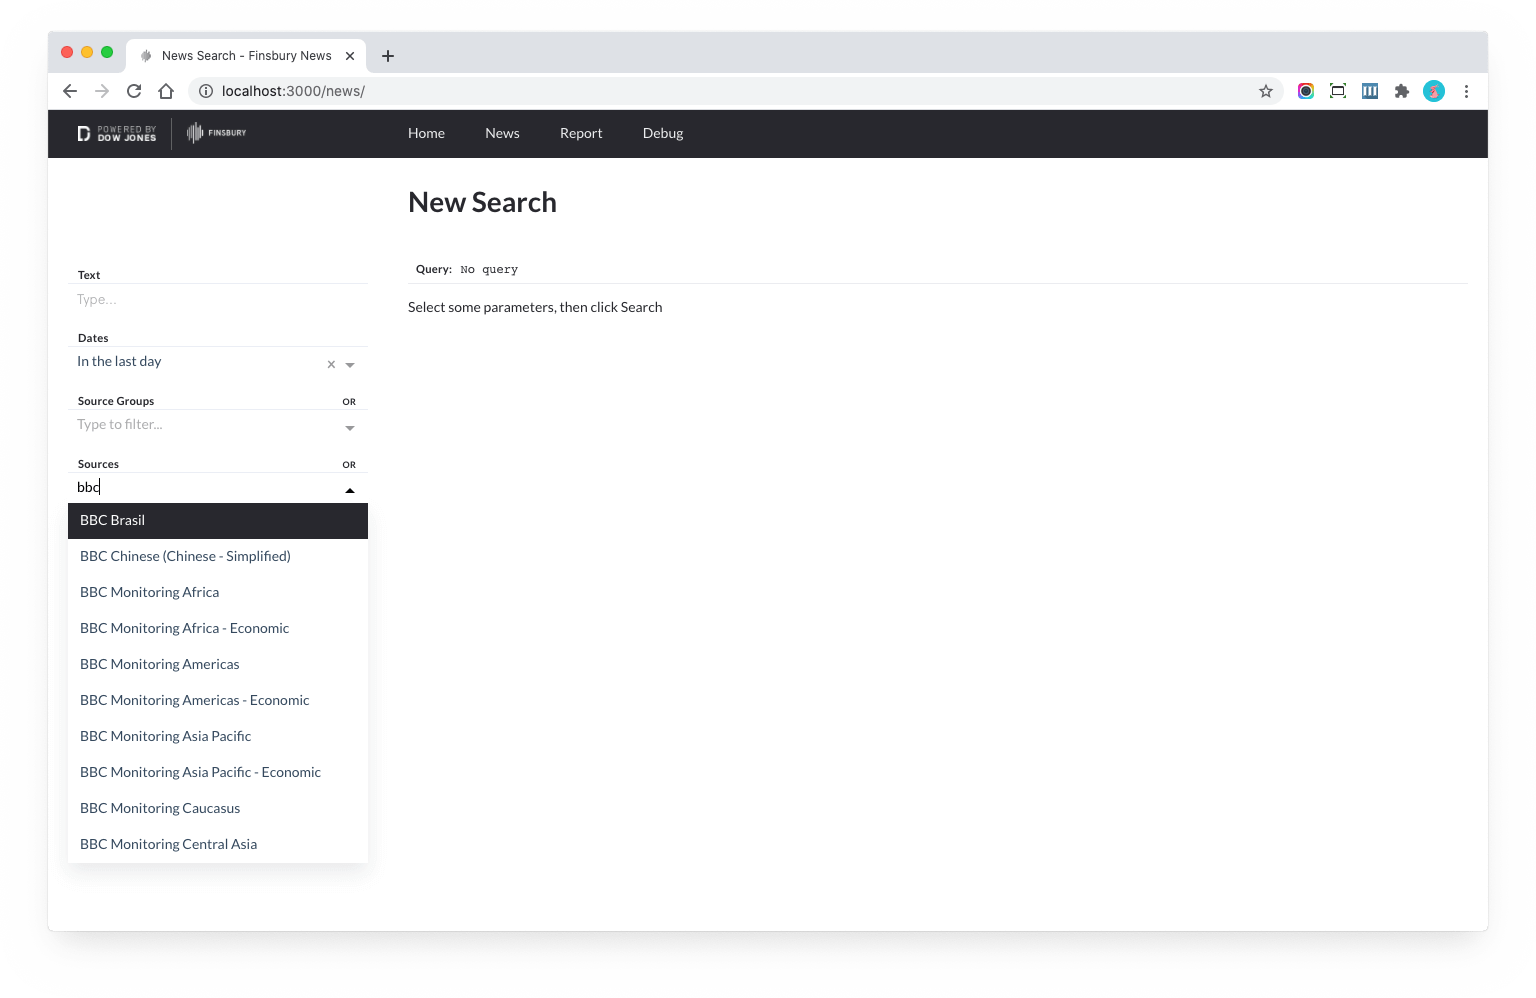 News Search - Finsbury News
localhost:3000/news/
POWERED BY
DOW JONES
FINSBURY
Home
News
Report
Debug
New Search
Text
Query: No query
Type...
Select some parameters, then click Search
Dates
In the last day
Source Groups
OR
Type to filter...
Sources
OR
bbc
BBC Brasil
BBC Chinese (Chinese - Simplified)
BBC Monitoring Africa
BBC Monitoring Africa - Economic
BBC Monitoring Americas
BBC Monitoring Americas - Economic
BBC Monitoring Asia Pacific
BBC Monitoring Asia Pacific - Economic
BBC Monitoring Caucasus
BBC Monitoring Central Asia